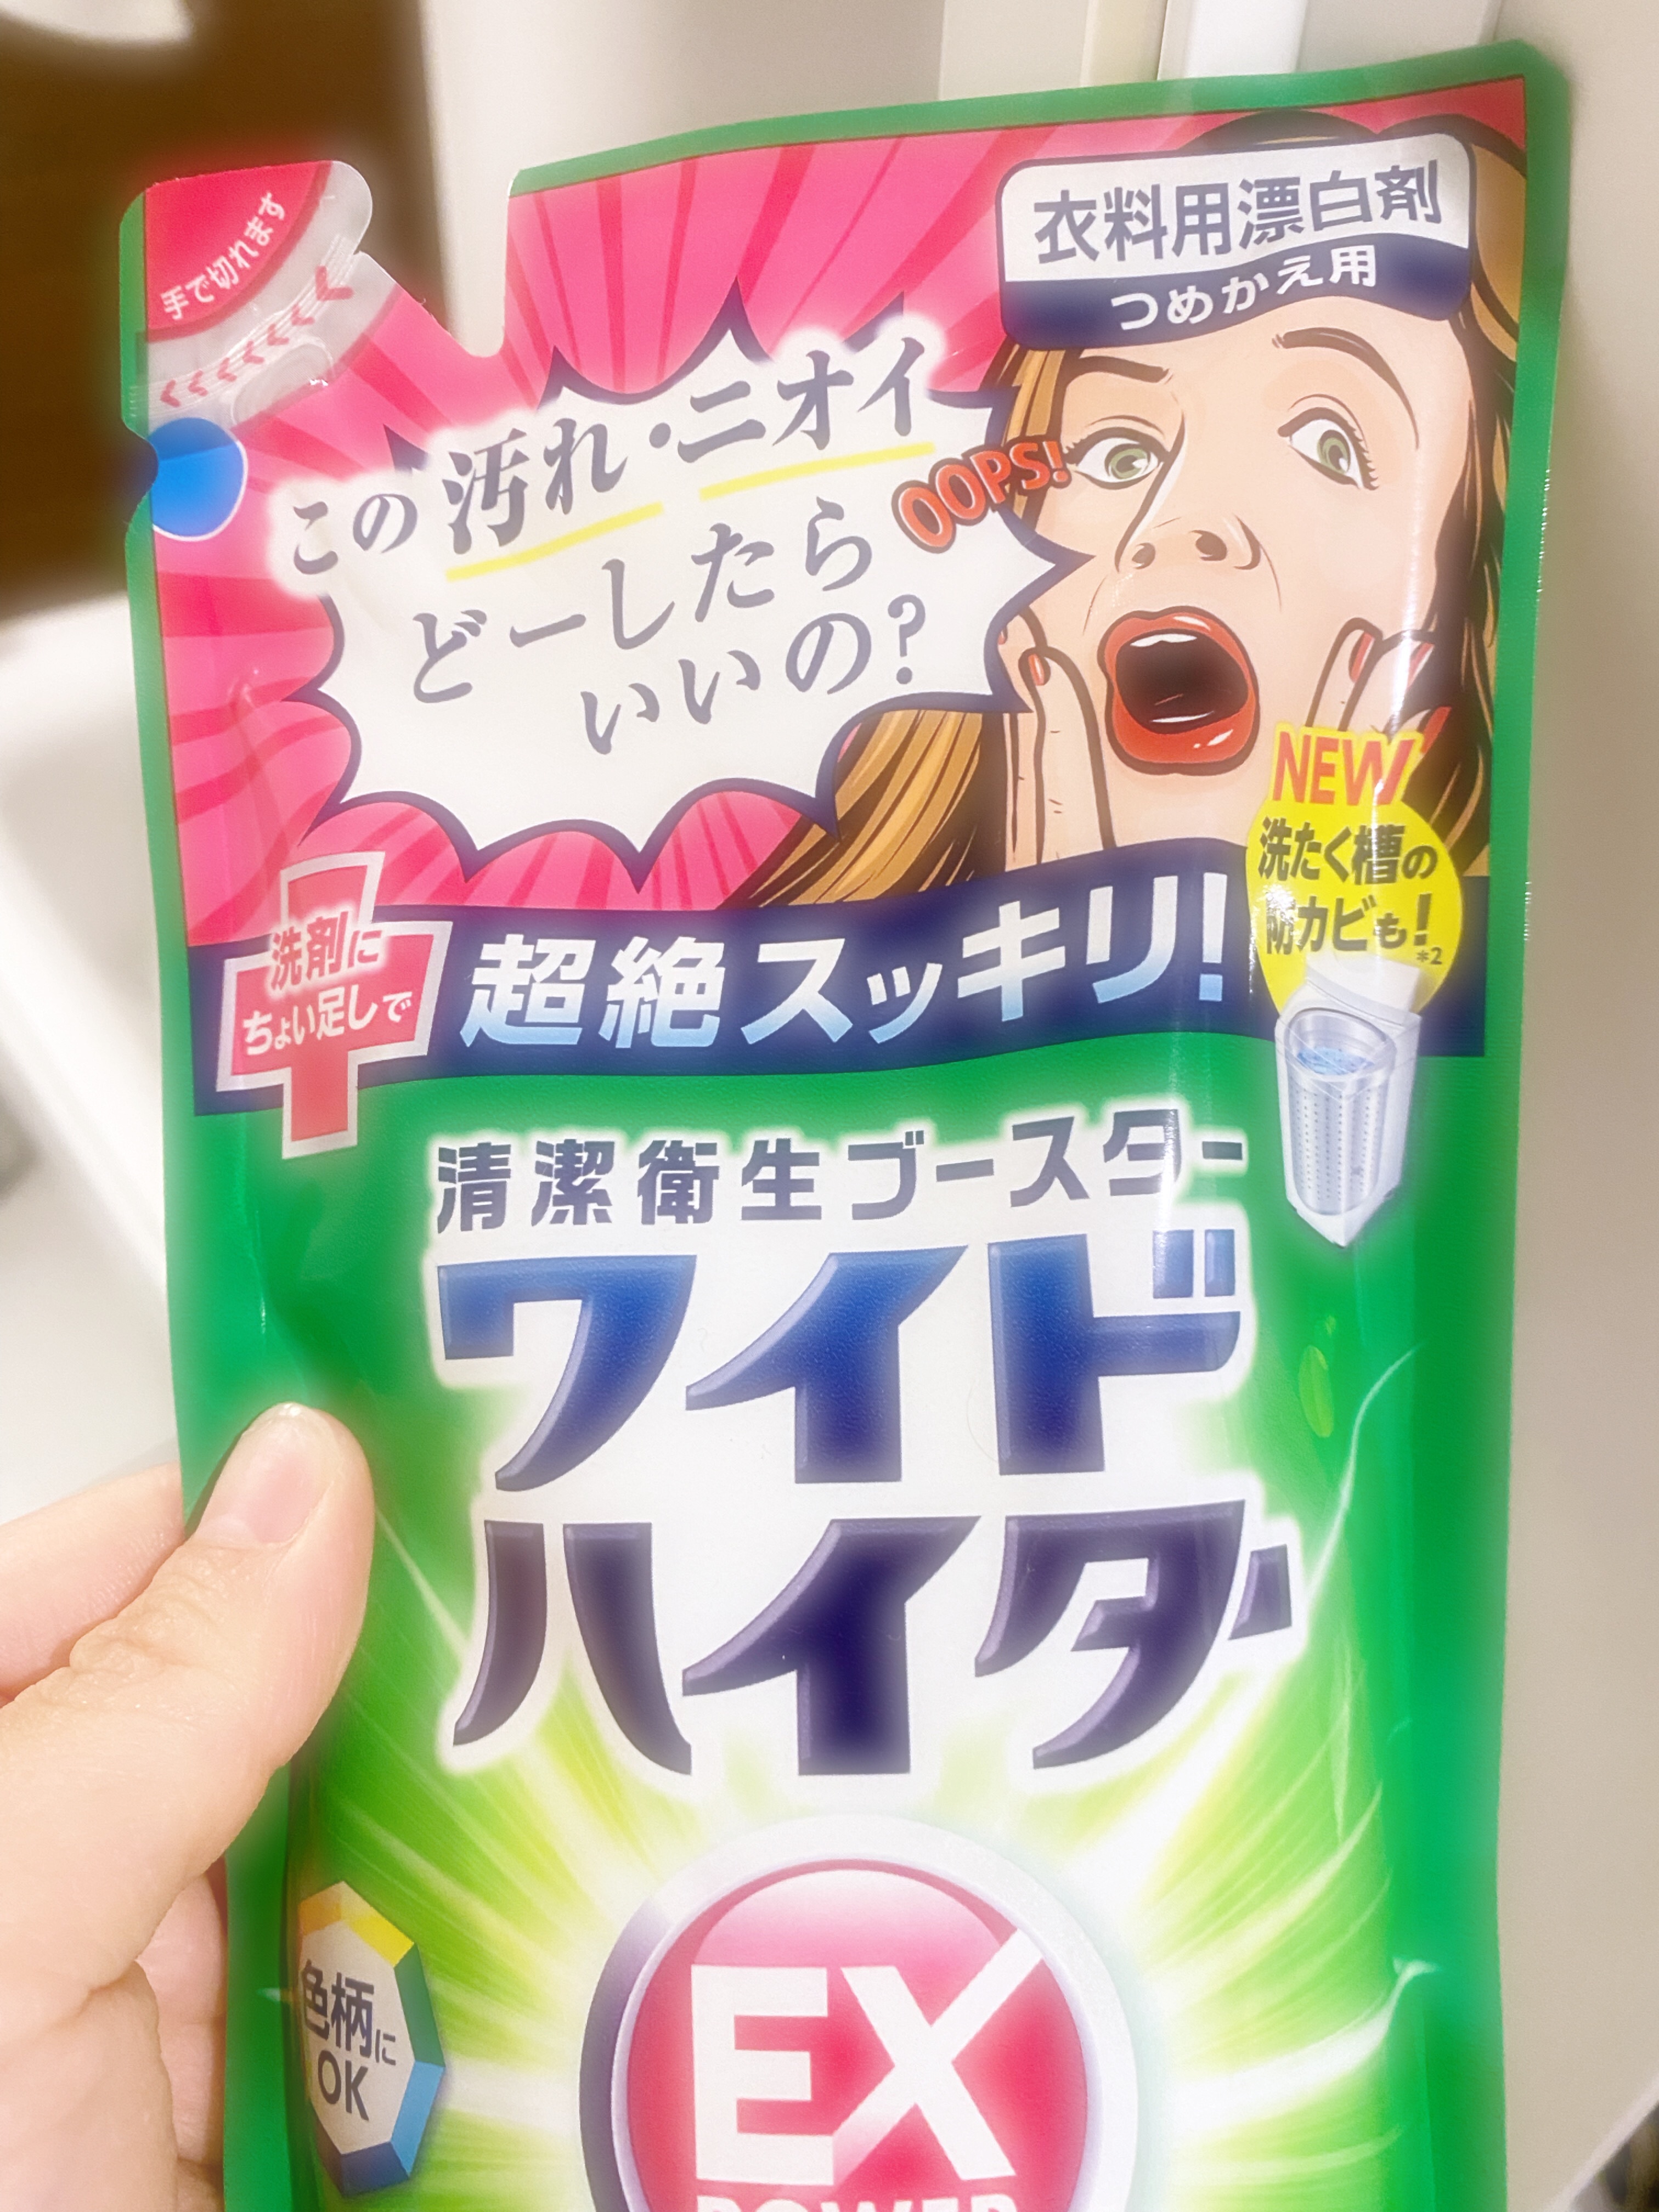 手で切れます
衣料用漂白剤
つめかえ用
この汚れ・ニオイ
どーしたら
いいの?
OOPS!
NEW
洗たく槽の
防カビも!
*2
洗剤に
ちょい足しで
超絶スッキリ!
清潔衛生ブースター
ワイド
ハイター
EX
POWER
色柄に
OK